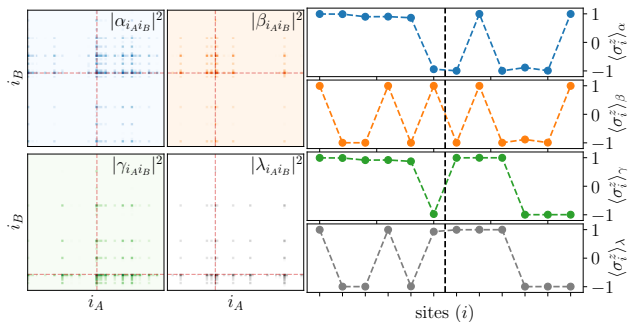 |α_{i_A i_B}|²
|β_{i_A i_B}|²
i_B
|γ_{i_A i_B}|²
|λ_{i_A i_B}|²
i_B
i_A
i_A
1
0
−1
⟨σ_i^z⟩_α
1
0
−1
⟨σ_i^z⟩_β
1
0
−1
⟨σ_i^z⟩_γ
1
0
−1
⟨σ_i^z⟩_λ
sites (i)